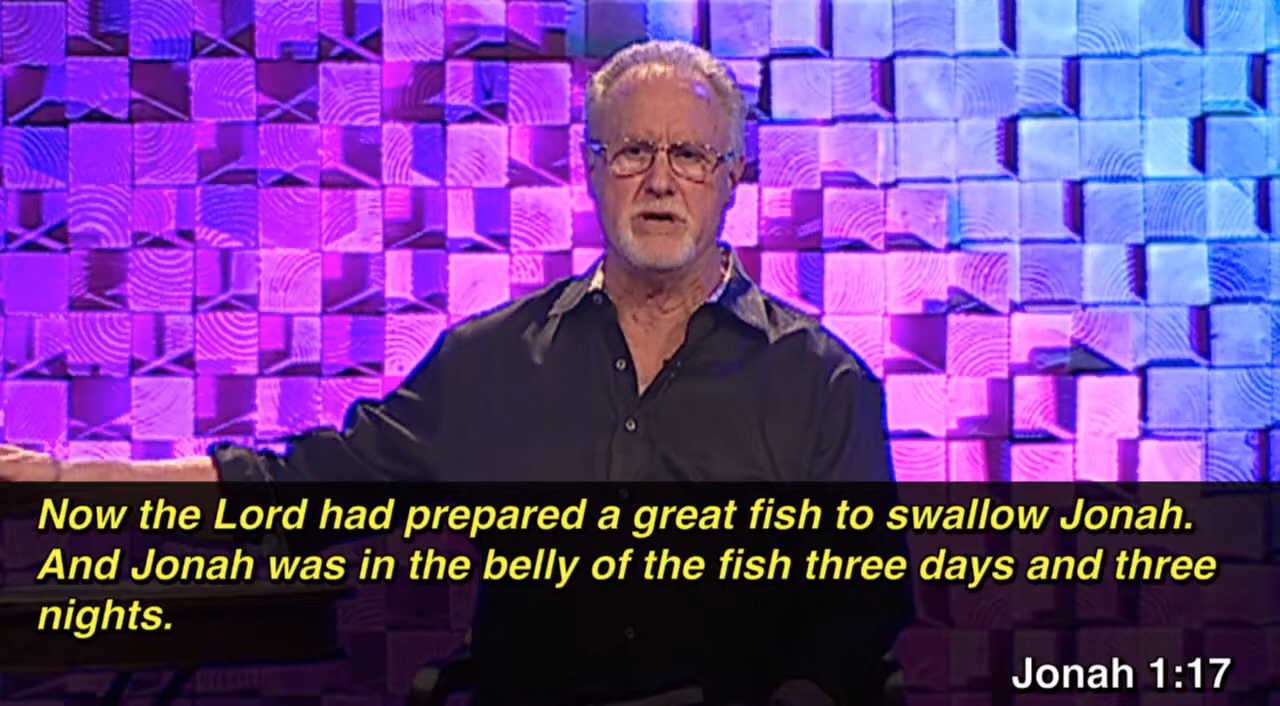 Now the Lord had prepared a great fish to swallow Jonah.
And Jonah was in the belly of the fish three days and three
nights.
Jonah 1:17